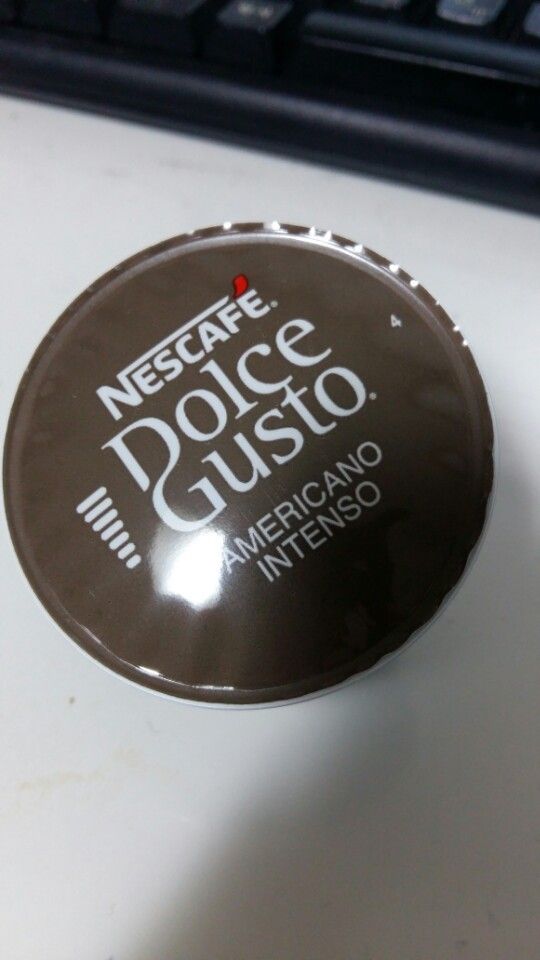 NESCAFÉ®
Dolce
Gusto®
AMERICANO
INTENSO
4